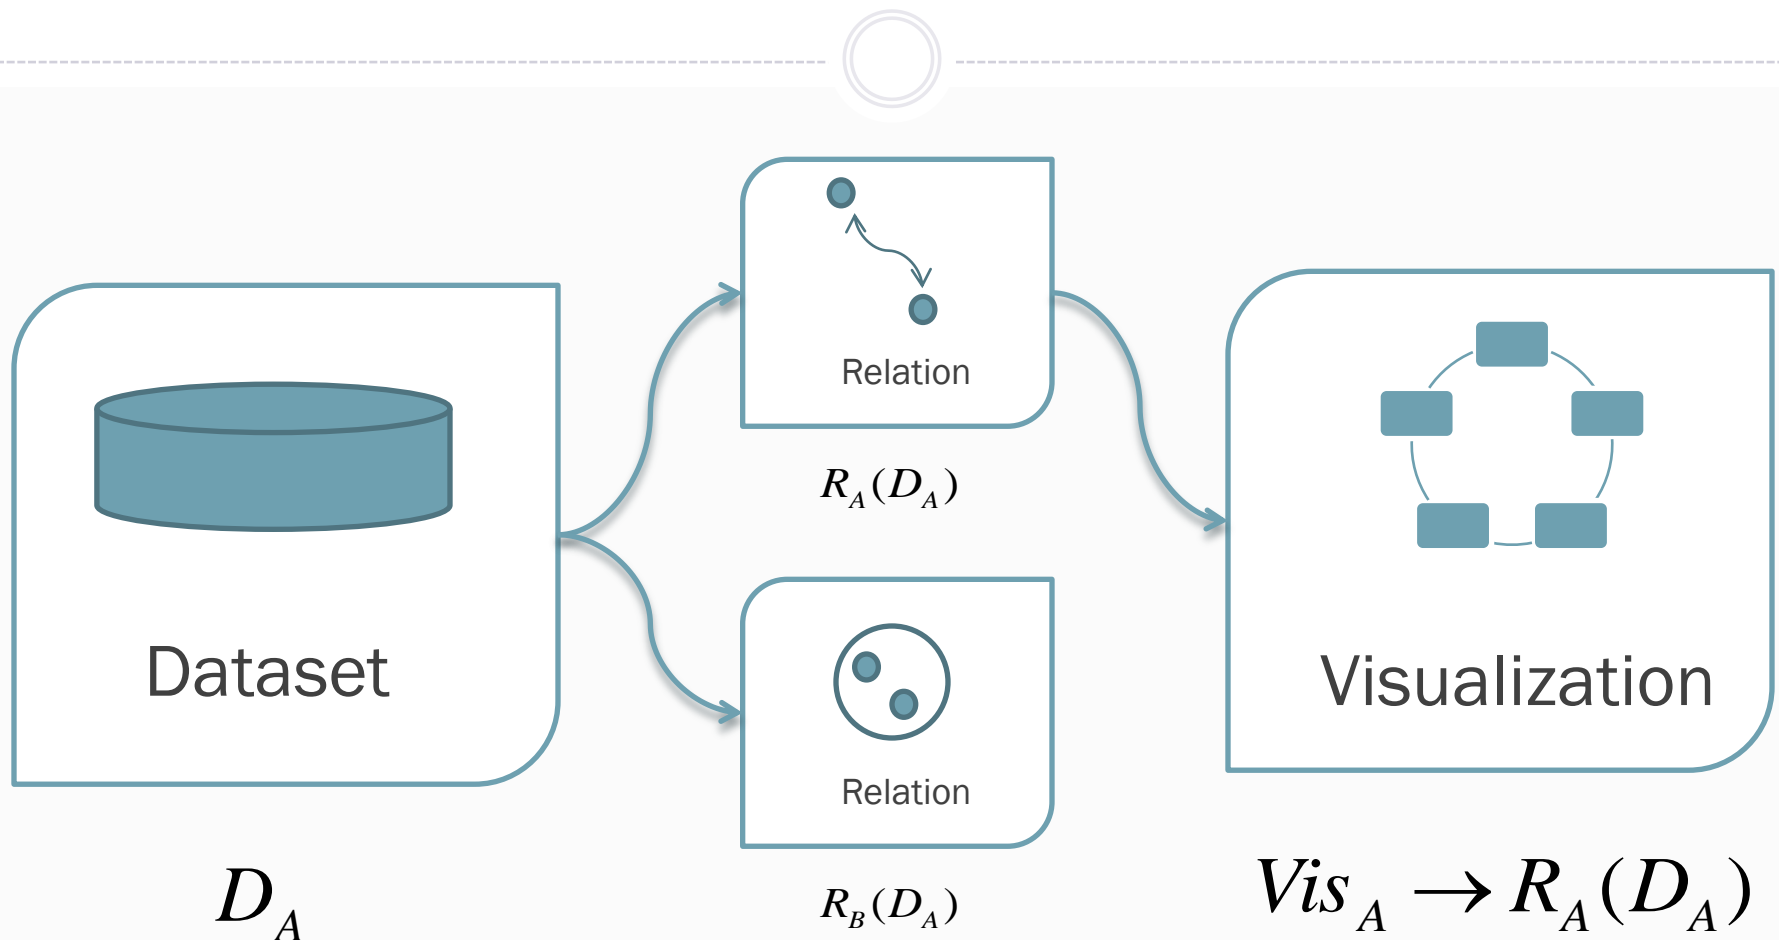 Relation
R_A(D_A)
Dataset
D_A
Relation
R_B(D_A)
Visualization
Vis_A → R_A(D_A)